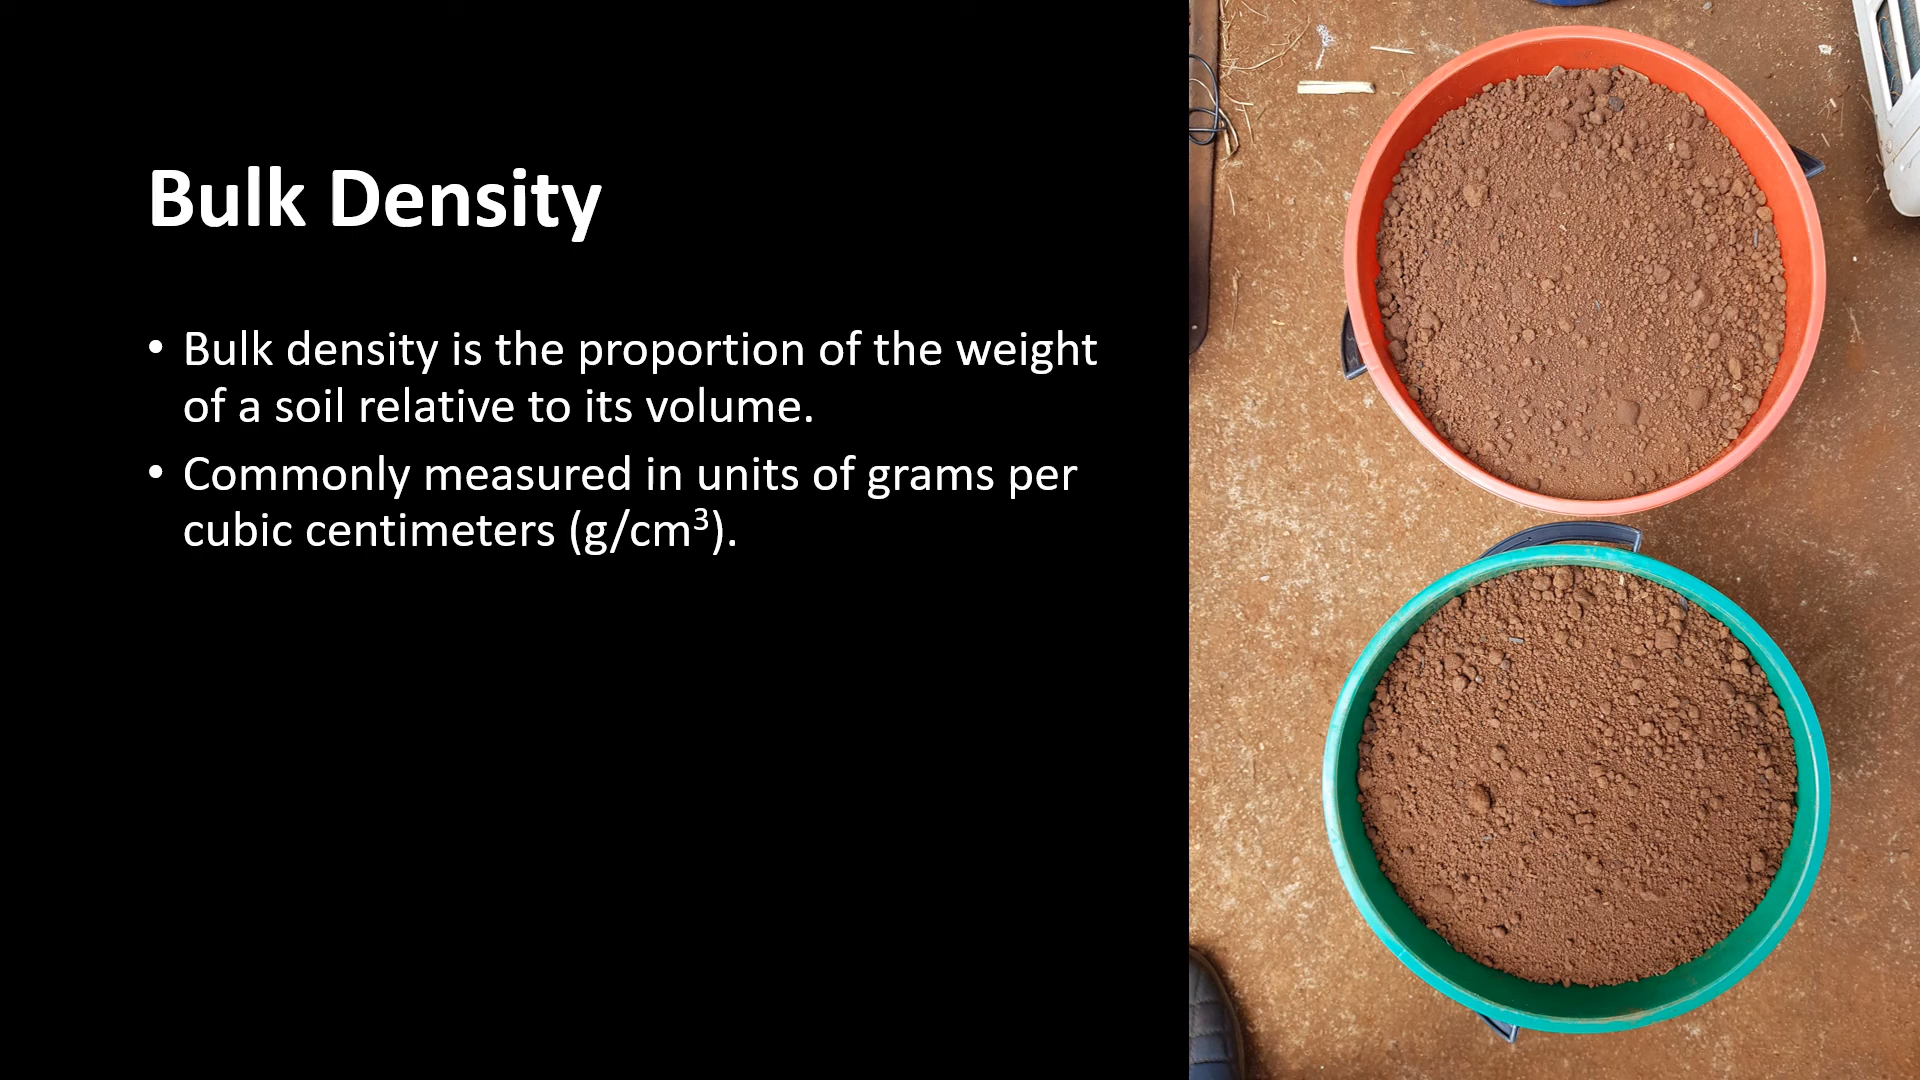 Bulk Density
• Bulk density is the proportion of the weight
of a soil relative to its volume.
• Commonly measured in units of grams per
cubic centimeters (g/cm³).